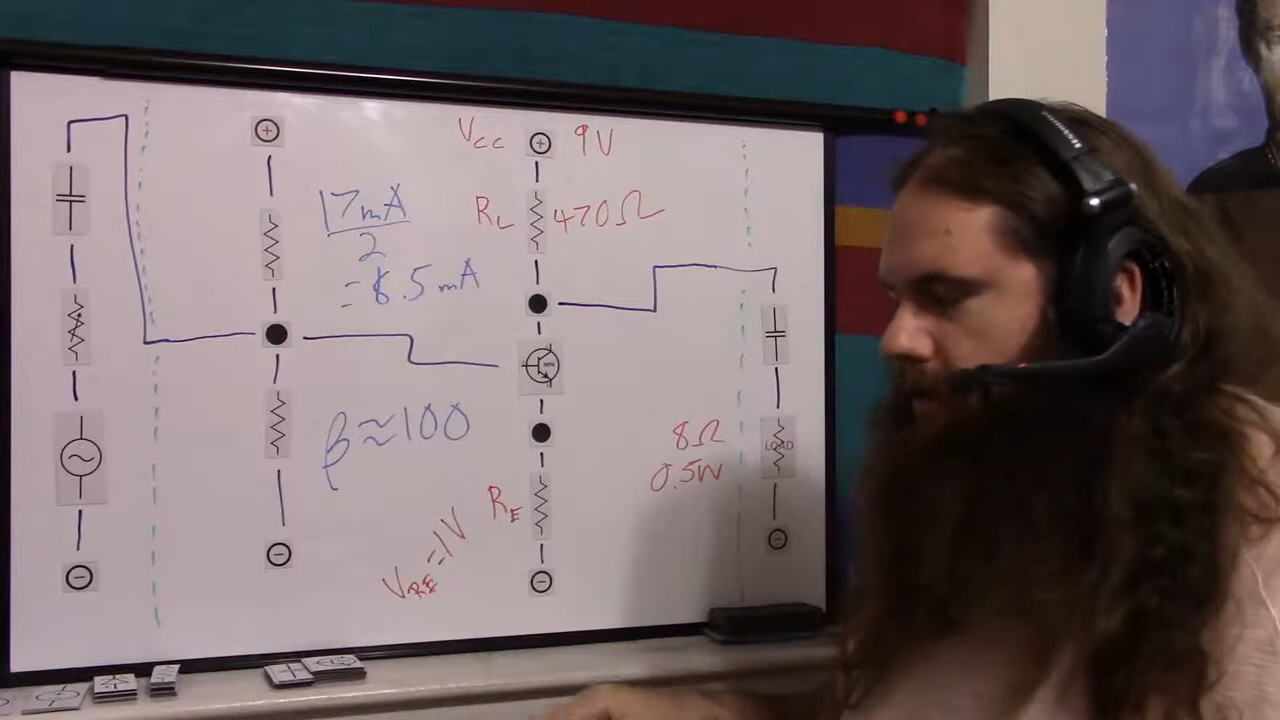 17mA
2
= 8.5mA
β≈100
Vcc 9V
RL 470Ω
RE
VRE=1V
8Ω
0.5W
LOAD